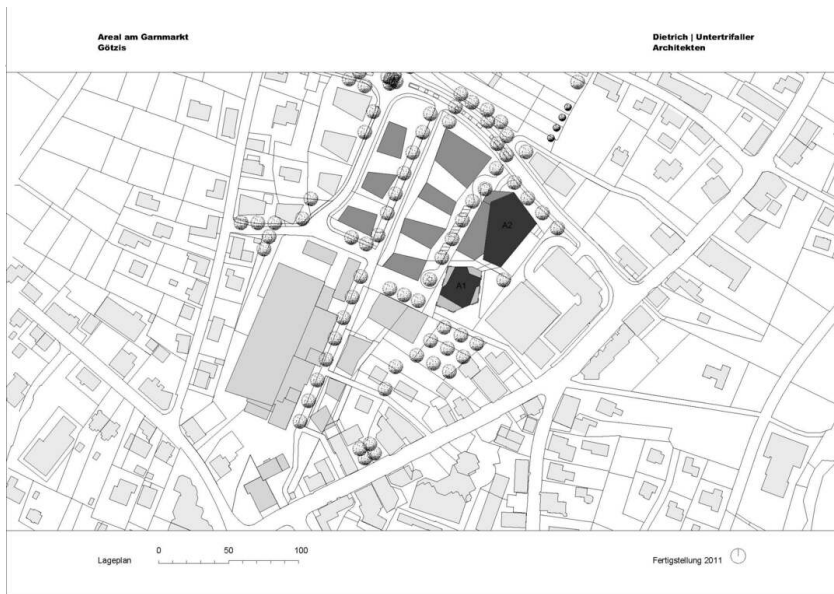 Areal am Garnmarkt
Götzis
Dietrich | Untertrifaller
Architekten
A2
A1
Lageplan
0 50 100
Fertigstellung 2011